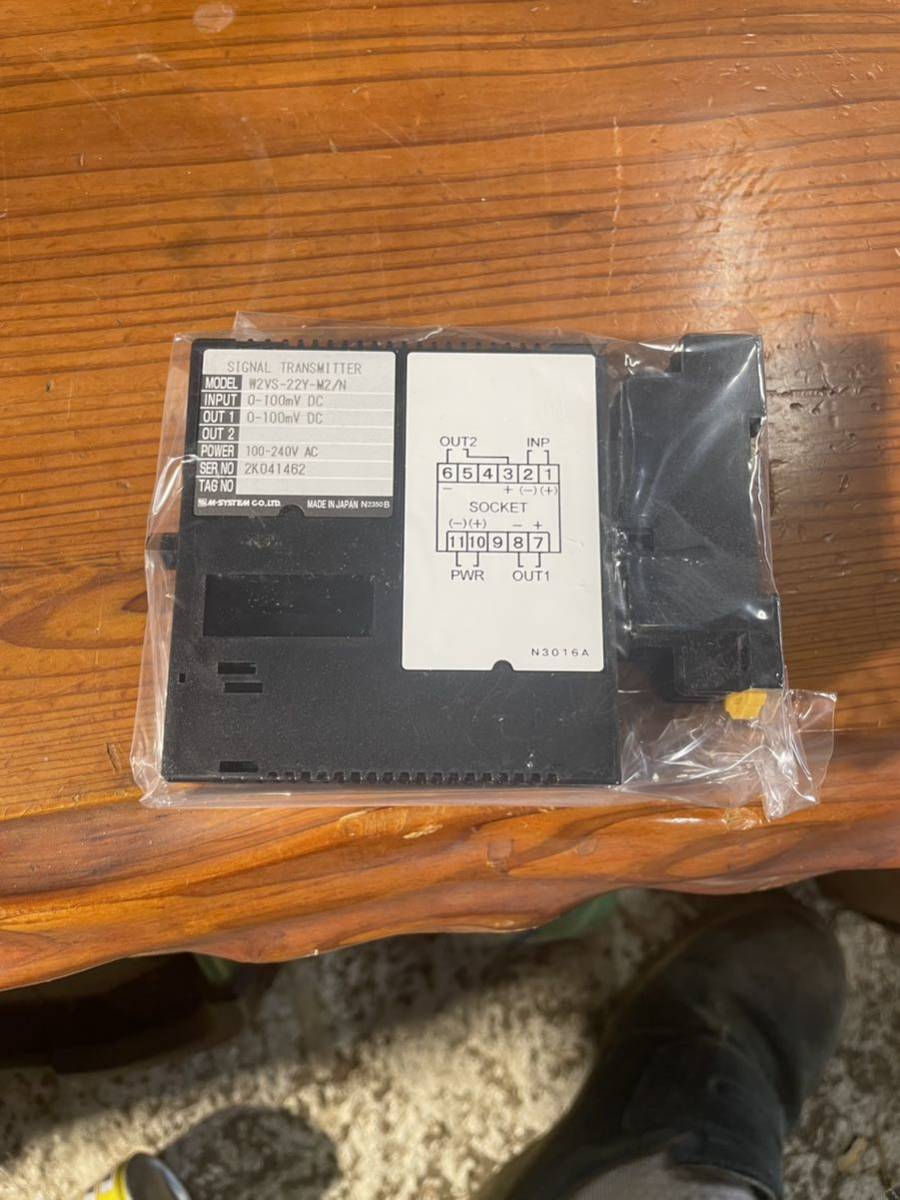 SIGNAL TRANSMITTER
MODEL W2VS-22Y-M2/N
INPUT 0-100mV DC
OUT 1 0-100mV DC
OUT 2
POWER 100-240V AC
SER.NO 2K041462
TAG NO
M-SYSTEM CO.,LTD. MADE IN JAPAN N2350B
OUT2 INP
6 5 4 3 2 1
− + (−) (+)
SOCKET
(−) (+) − +
11 10 9 8 7
PWR OUT1
N3016A